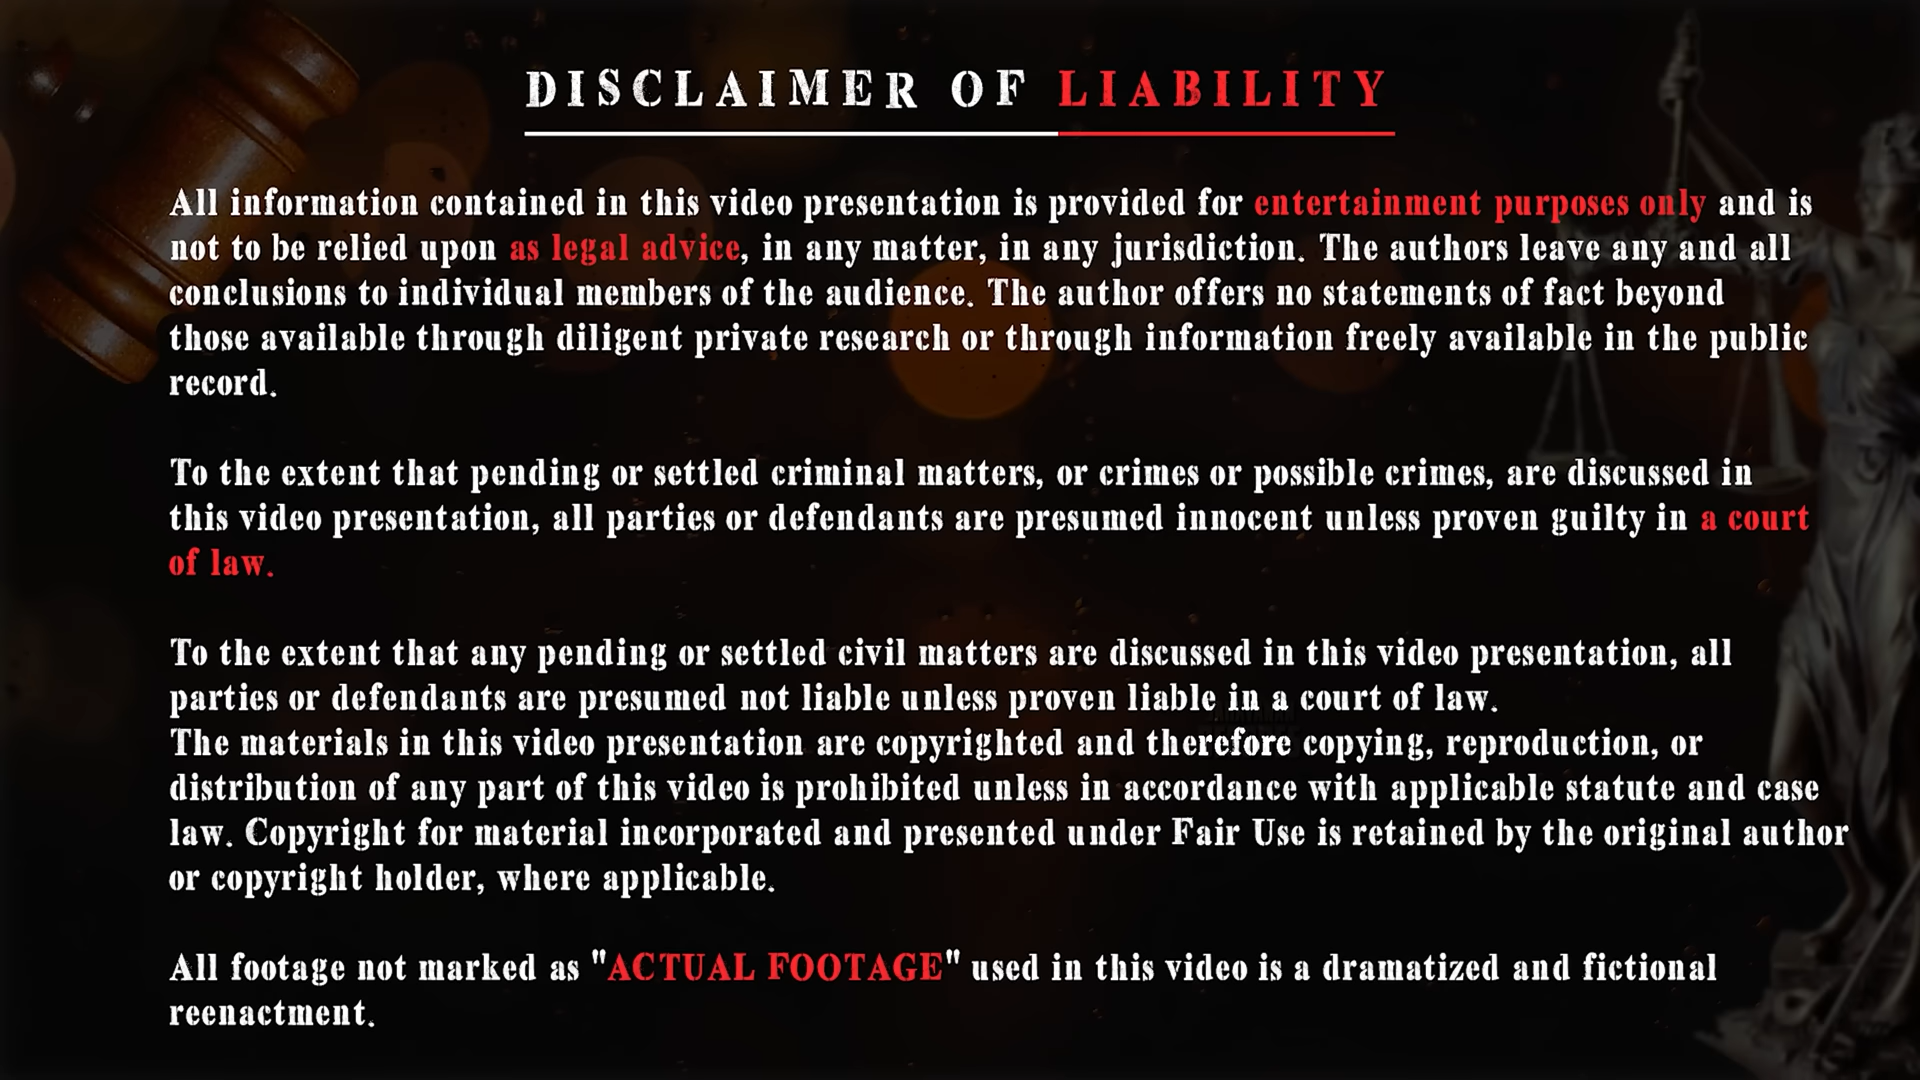 DISCLAIMER OF LIABILITY
All information contained in this video presentation is provided for entertainment purposes only and is
not to be relied upon as legal advice, in any matter, in any jurisdiction. The authors leave any and all
conclusions to individual members of the audience. The author offers no statements of fact beyond
those available through diligent private research or through information freely available in the public
record.
To the extent that pending or settled criminal matters, or crimes or possible crimes, are discussed in
this video presentation, all parties or defendants are presumed innocent unless proven guilty in a court
of law.
To the extent that any pending or settled civil matters are discussed in this video presentation, all
parties or defendants are presumed not liable unless proven liable in a court of law.
The materials in this video presentation are copyrighted and therefore copying, reproduction, or
distribution of any part of this video is prohibited unless in accordance with applicable statute and case
law. Copyright for material incorporated and presented under Fair Use is retained by the original author
or copyright holder, where applicable.
All footage not marked as "ACTUAL FOOTAGE" used in this video is a dramatized and fictional
reenactment.